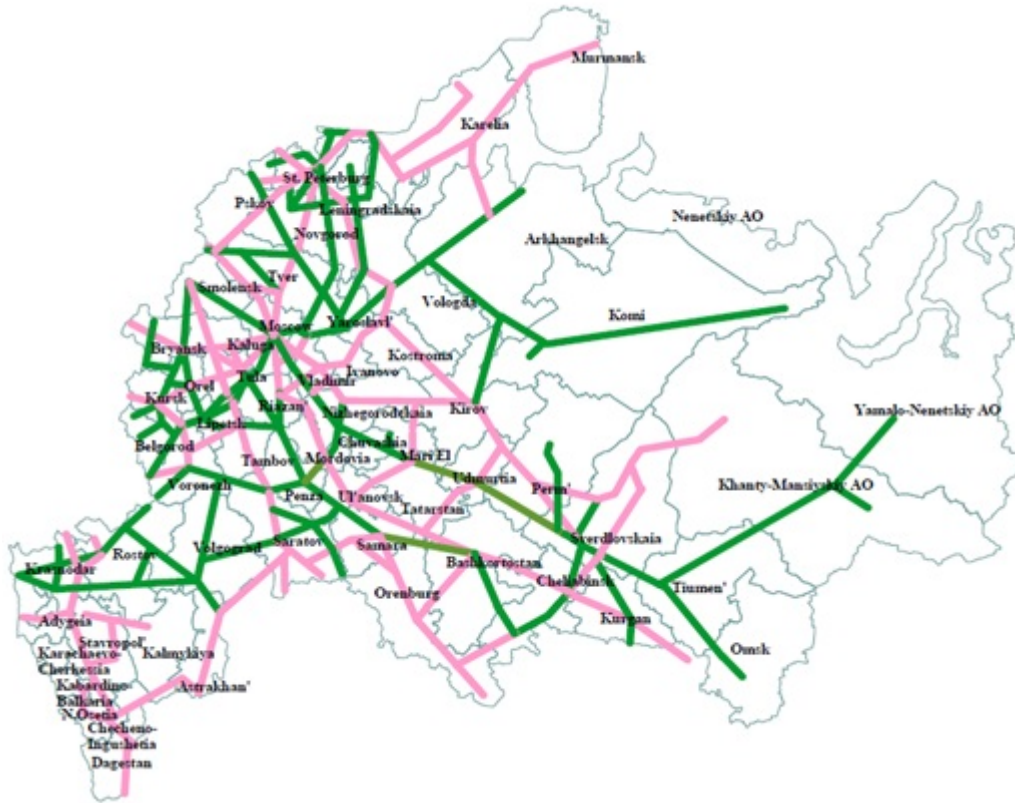 Murmansk
Karelia
St. Peterburg
Pskov
Leningradskaia
Nenetskiy AO
Novgorod
Arkhangelsk
Tver
Smolensk
Vologda
Komi
Moscow
Yaroslavl'
Bryansk
Kaluga
Kostroma
Ivanovo
Tula
Vladimir
Orel
Kursk
Riazan'
Nizhegorodskaia
Kirov
Yamalo-Nenetskiy AO
Lipetsk
Belgorod
Chuvashia
Tambov
Mordovia
Mari El
Udmurtia
Khanty-Mansiyskiy AO
Voronezh
Penza
Ul'anovsk
Perm'
Tatarstan
Sverdlovskaia
Rostov
Volgograd
Saratov
Samara
Bashkortostan
Krasnodar
Cheliabinsk
Tiumen'
Orenburg
Kurgan
Adygeia
Stavropol'
Omsk
Karachaevo-
Cherkessia
Kalmykiya
Kabardino-
Balkaria
Astrakhan'
N.Osetia
Checheno-
Ingushetia
Dagestan